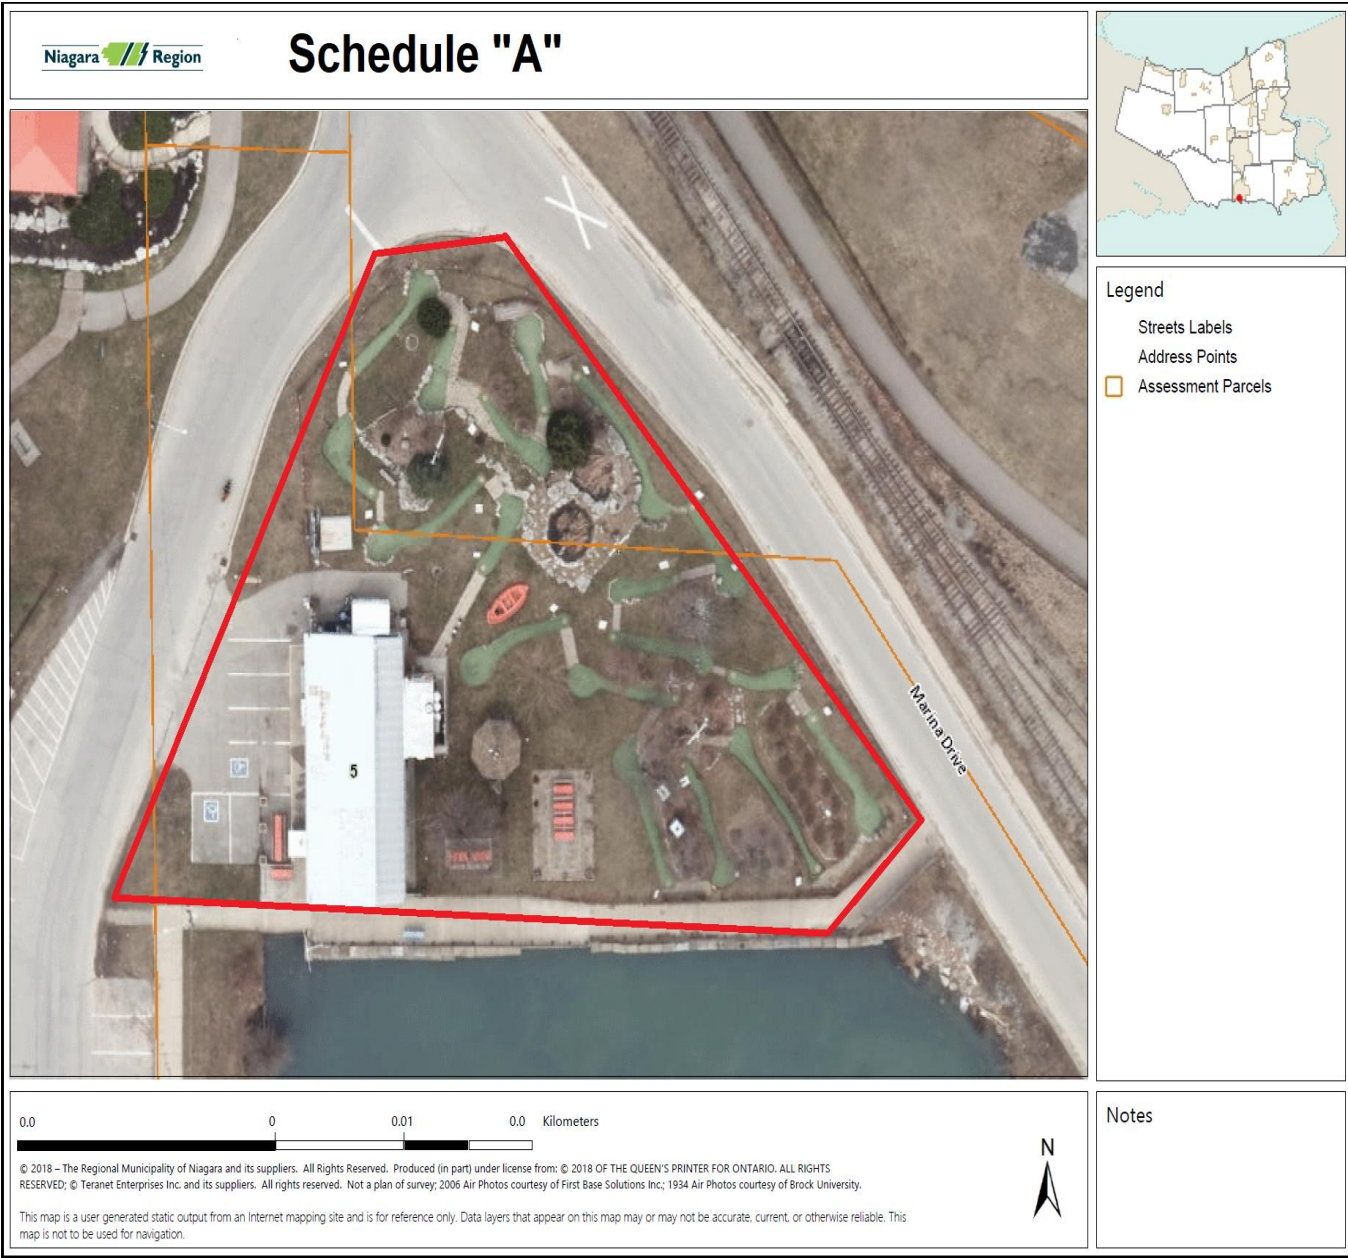 Niagara Region
Schedule "A"
Legend
Streets Labels
Address Points
Assessment Parcels
5
Marina Drive
0.0 0 0.01 0.0 Kilometers
© 2018 – The Regional Municipality of Niagara and its suppliers. All Rights Reserved. Produced (in part) under license from: © 2018 OF THE QUEEN'S PRINTER FOR ONTARIO. ALL RIGHTS
RESERVED; © Teranet Enterprises Inc. and its suppliers. All rights reserved. Not a plan of survey; 2006 Air Photos courtesy of First Base Solutions Inc.; 1934 Air Photos courtesy of Brock University.
This map is a user generated static output from an Internet mapping site and is for reference only. Data layers that appear on this map may or may not be accurate, current, or otherwise reliable. This
map is not to be used for navigation.
N
Notes